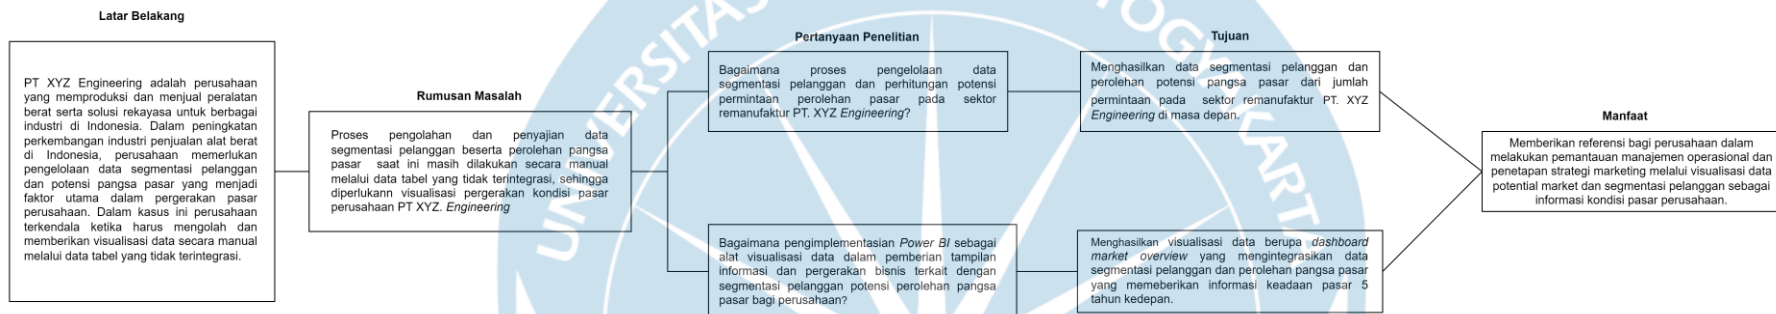 Latar Belakang
PT XYZ Engineering adalah perusahaan
yang memproduksi dan menjual peralatan
berat serta solusi rekayasa untuk berbagai
industri di Indonesia. Dalam peningkatan
perkembangan industri penjualan alat berat
di Indonesia, perusahaan memerlukan
pengelolaan data segmentasi pelanggan
dan potensi pangsa pasar yang menjadi
faktor utama dalam pergerakan pasar
perusahaan. Dalam kasus ini perusahaan
terkendala ketika harus mengolah dan
memberikan visualisasi data secara manual
melalui data tabel yang tidak terintegrasi.
Rumusan Masalah
Proses pengolahan dan penyajian data
segmentasi pelanggan beserta perolehan pangsa
pasar saat ini masih dilakukan secara manual
melalui data tabel yang tidak terintegrasi, sehingga
diperlukann visualisasi pergerakan kondisi pasar
perusahaan PT XYZ. Engineering
Pertanyaan Penelitian
Bagaimana proses pengelolaan data
segmentasi pelanggan dan perhitungan potensi
permintaan perolehan pasar pada sektor
remanufaktur PT. XYZ Engineering?
Bagaimana pengimplementasian Power BI sebagai
alat visualisasi data dalam pemberian tampilan
informasi dan pergerakan bisnis terkait dengan
segmentasi pelanggan potensi perolehan pangsa
pasar bagi perusahaan?
Tujuan
Menghasilkan data segmentasi pelanggan dan
perolehan potensi pangsa pasar dari jumlah
permintaan pada sektor remanufaktur PT. XYZ
Engineering di masa depan.
Menghasilkan visualisasi data berupa dashboard
market overview yang mengintegrasikan data
segmentasi pelanggan dan perolehan pangsa pasar
yang memeberikan informasi keadaan pasar 5
tahun kedepan.
Manfaat
Memberikan referensi bagi perusahaan dalam
melakukan pemantauan manajemen operasional dan
penetapan strategi marketing melalui visualisasi data
potential market dan segmentasi pelanggan sebagai
informasi kondisi pasar perusahaan.
UNIVERSITAS
YOGYAKARTA